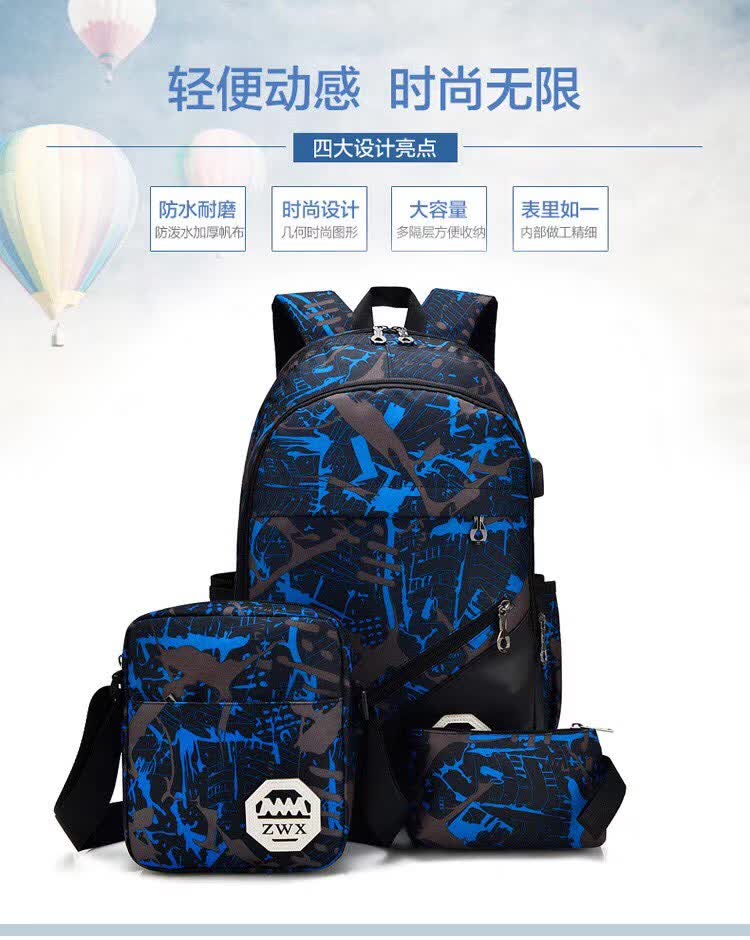 轻便动感 时尚无限
四大设计亮点
防水耐磨
防泼水加厚帆布
时尚设计
几何时尚图形
大容量
多隔层方便收纳
表里如一
内部做工精细
ZWX